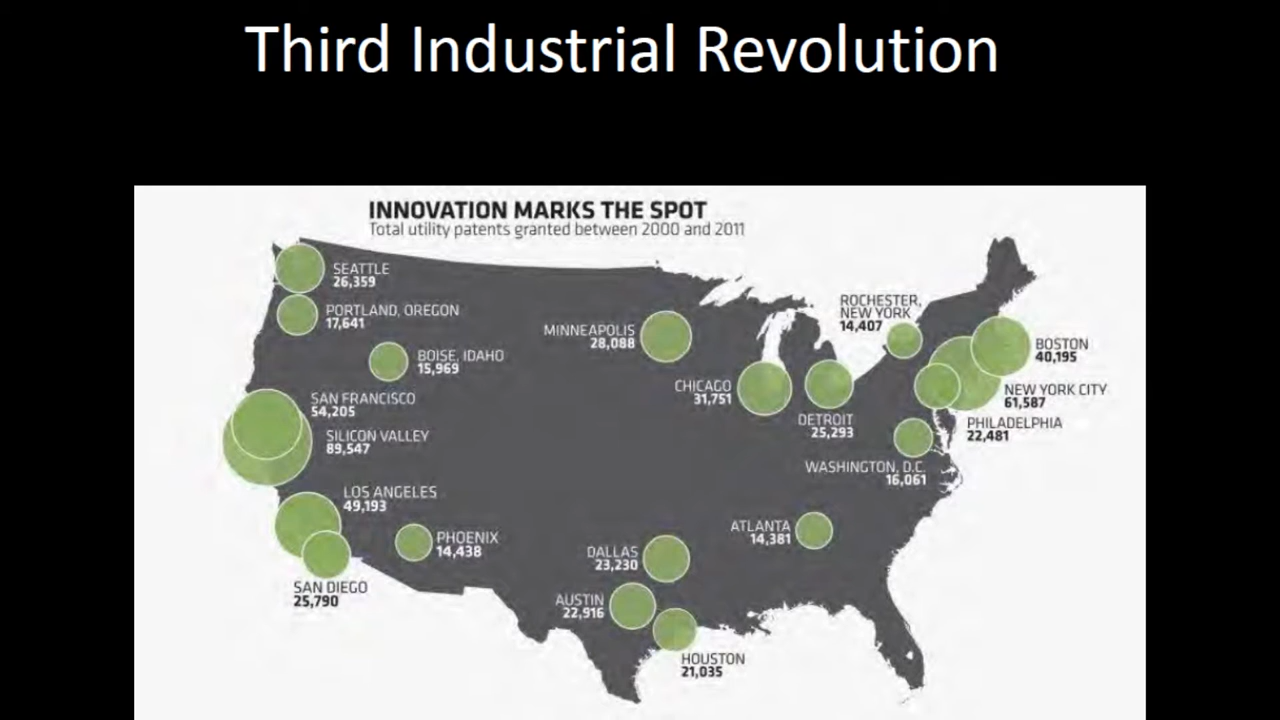 Third Industrial Revolution
INNOVATION MARKS THE SPOT
Total utility patents granted between 2000 and 2011
SEATTLE
26,359
PORTLAND, OREGON
17,641
BOISE, IDAHO
15,969
SAN FRANCISCO
54,205
SILICON VALLEY
89,547
LOS ANGELES
49,193
SAN DIEGO
25,790
PHOENIX
14,438
MINNEAPOLIS
28,088
CHICAGO
31,751
DETROIT
25,293
ROCHESTER,
NEW YORK
14,407
BOSTON
40,195
NEW YORK CITY
61,587
PHILADELPHIA
22,481
WASHINGTON, D.C.
16,061
ATLANTA
14,381
DALLAS
23,230
AUSTIN
22,916
HOUSTON
21,035